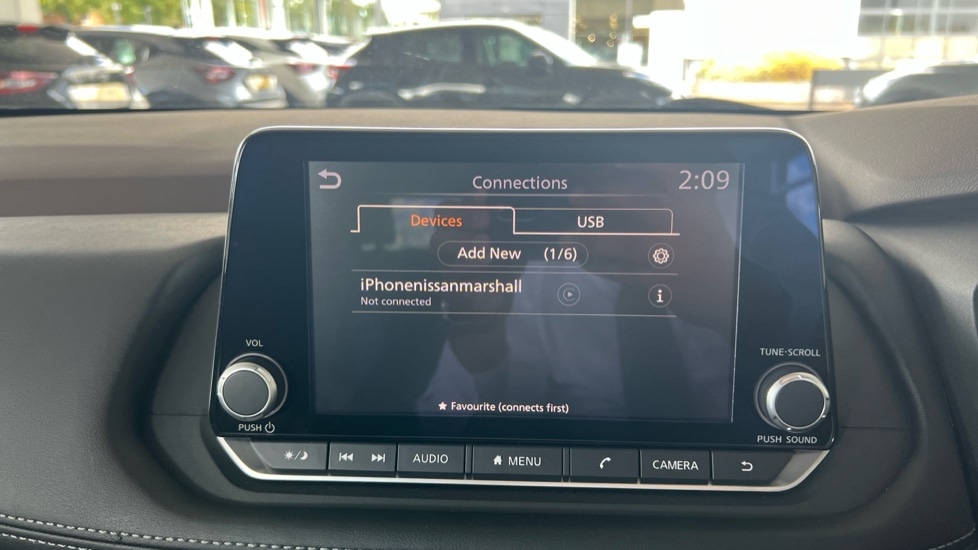 Connections
2:09
Devices
USB
Add New (1/6)
iPhonenissanmarshall
Not connected
i
★ Favourite (connects first)
VOL
PUSH
TUNE·SCROLL
PUSH SOUND
AUDIO
MENU
CAMERA